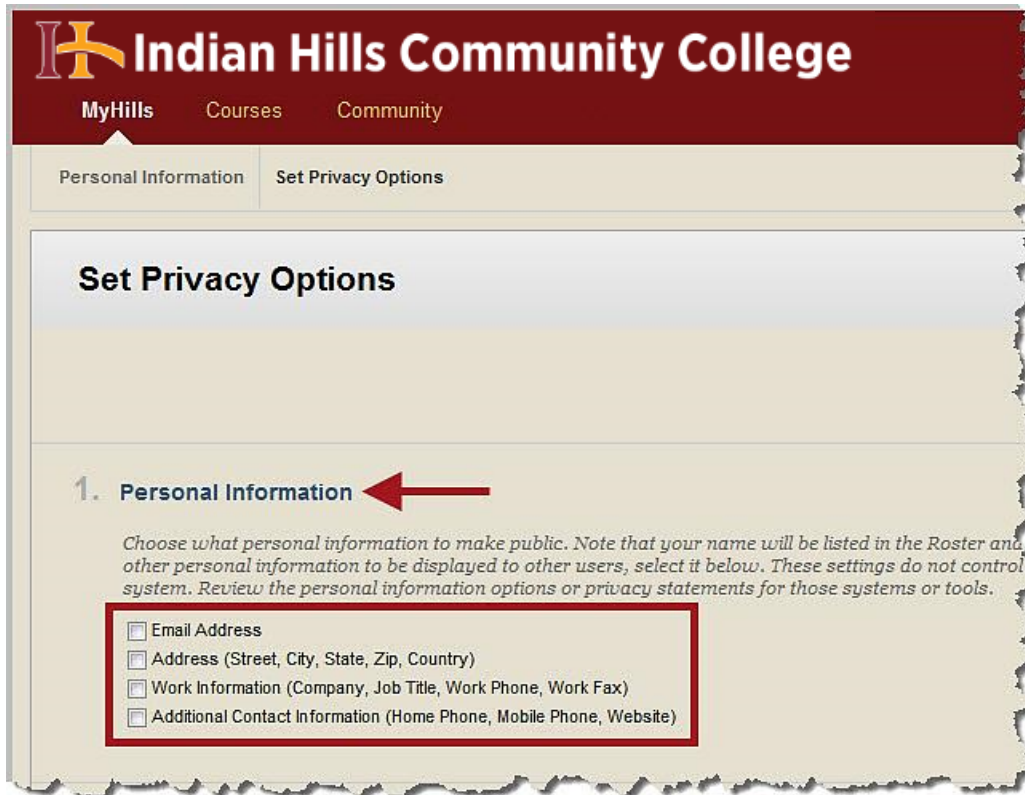 Indian Hills Community College
MyHills Courses Community
Personal Information Set Privacy Options
Set Privacy Options
1. Personal Information
Choose what personal information to make public. Note that your name will be listed in the Roster and
other personal information to be displayed to other users, select it below. These settings do not control
system. Review the personal information options or privacy statements for those systems or tools.
Email Address
Address (Street, City, State, Zip, Country)
Work Information (Company, Job Title, Work Phone, Work Fax)
Additional Contact Information (Home Phone, Mobile Phone, Website)